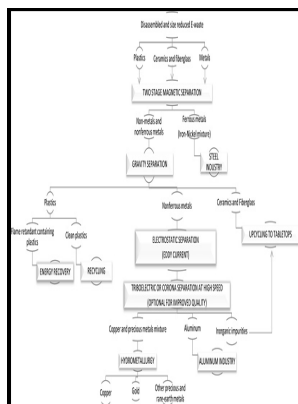 Disassembled and size reduced E-waste
Plastics
Ceramics and fiberglass
Metals
TWO STAGE MAGNETIC SEPARATION
Non-metals and
nonferrous metals
Ferrous metals
(Iron-Nickel mixture)
GRAVITY SEPARATION
STEEL
INDUSTRY
Plastics
Nonferrous metals
Ceramics and Fiberglass
Flame retardant containing
plastics
Clean plastics
ELECTROSTATIC SEPARATION
(EDDY CURRENT)
UPCYCLING TO TABLETOPS
ENERGY RECOVERY
RECYCLING
TRIBOELECTRIC OR CORONA SEPARATION AT HIGH SPEED
(OPTIONAL FOR IMPROVED QUALITY)
Copper and precious metals mixture
Aluminum
Inorganic impurities
HYDROMETALLURGY
ALUMINUM INDUSTRY
Copper
Gold
Other precious and
rare-earth metals